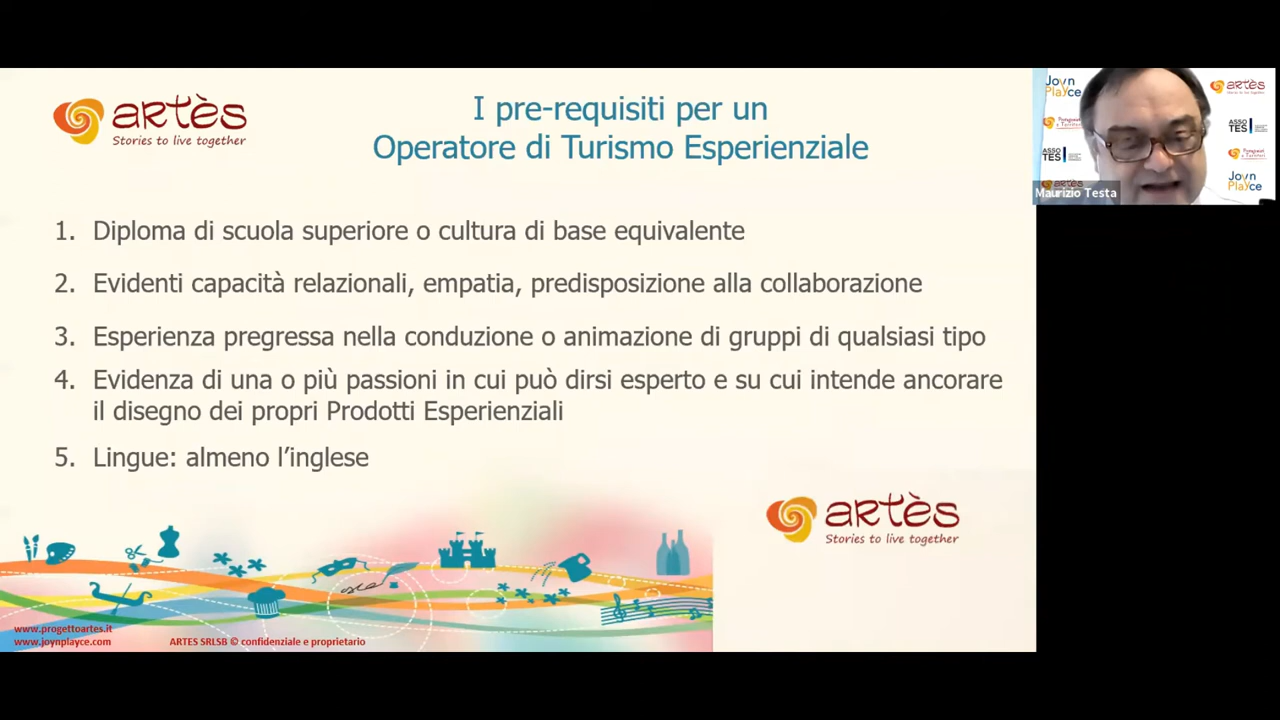 artès
Stories to live together
I pre-requisiti per un
Operatore di Turismo Esperienziale
1. Diploma di scuola superiore o cultura di base equivalente
2. Evidenti capacità relazionali, empatia, predisposizione alla collaborazione
3. Esperienza pregressa nella conduzione o animazione di gruppi di qualsiasi tipo
4. Evidenza di una o più passioni in cui può dirsi esperto e su cui intende ancorare
il disegno dei propri Prodotti Esperienziali
5. Lingue: almeno l’inglese
artès
Stories to live together
www.progettoartes.it
www.joynplayce.com
ARTES SRLSB © confidenziale e proprietario
Joyn
Playce
artès
ASSO
TES
ASSO
TES
Joyn
Playce
Maurizio Testa